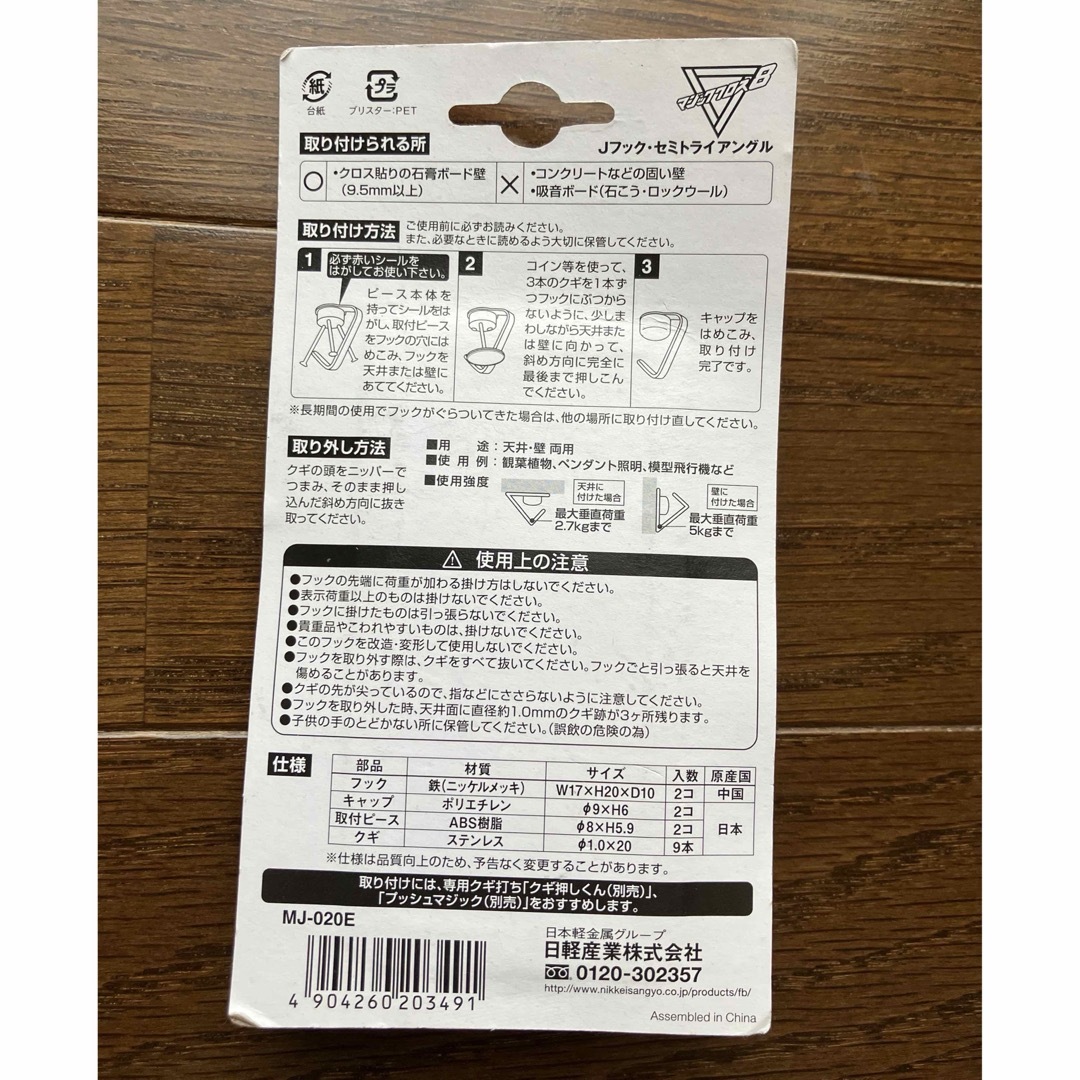 紙
台紙
プラ
ブリスター:PET
マジッククロス8
Jフック・セミトライアングル
取り付けられる所
○ ・クロス貼りの石膏ボード壁
(9.5mm以上)
× ・コンクリートなどの固い壁
・吸音ボード(石こう・ロックウール)
取り付け方法
ご使用前に必ずお読みください。
また、必要なときに読めるよう大切に保管してください。
1
必ず赤いシールを
はがしてお使い下さい。
ピース本体を
持ってシールをは
がし、取付ピース
をフックの穴には
めこみ、フックを
天井または壁に
あててください。
2
コイン等を使って、
3本のクギを1本ず
つフックにぶつから
ないように、少しま
わしながら天井また
は壁に向かって、
斜め方向に完全に
最後まで押しこん
でください。
3
キャップを
はめこみ、
取り付け
完了です。
※長期間の使用でフックがぐらついてきた場合は、他の場所に取り付け直してください。
取り外し方法
クギの頭をニッパーで
つまみ、そのまま押し
込んだ斜め方向に抜き
取ってください。
■用 途:天井・壁 両用
■使用例:観葉植物、ペンダント照明、模型飛行機など
■使用強度
天井に
付けた場合
最大垂直荷重
2.7kgまで
壁に
付けた場合
最大垂直荷重
5kgまで
⚠ 使用上の注意
●フックの先端に荷重が加わる掛け方はしないでください。
●表示荷重以上のものは掛けないでください。
●フックに掛けたものは引っ張らないでください。
●貴重品やこわれやすいものは、掛けないでください。
●このフックを改造・変形して使用しないでください。
●フックを取り外す際は、クギをすべて抜いてください。フックごと引っ張ると天井を
傷めることがあります。
●クギの先が尖っているので、指などにささらないように注意してください。
●フックを取り外した時、天井面に直径約1.0mmのクギ跡が3ヶ所残ります。
●子供の手のとどかない所に保管してください。(誤飲の危険の為)
仕様
部品 材質 サイズ 入数 原産国
フック 鉄(ニッケルメッキ) W17×H20×D10 2コ 中国
キャップ ポリエチレン φ9×H6 2コ
取付ピース ABS樹脂 φ8×H5.9 2コ 日本
クギ ステンレス φ1.0×20 9本
※仕様は品質向上のため、予告なく変更することがあります。
取り付けには、専用クギ打ち「クギ押しくん(別売)」、
「プッシュマジック(別売)」をおすすめします。
MJ-020E
4 904260 203491
日本軽金属グループ
日軽産業株式会社
0120-302357
http://www.nikkeisangyo.co.jp/products/fb/
Assembled in China